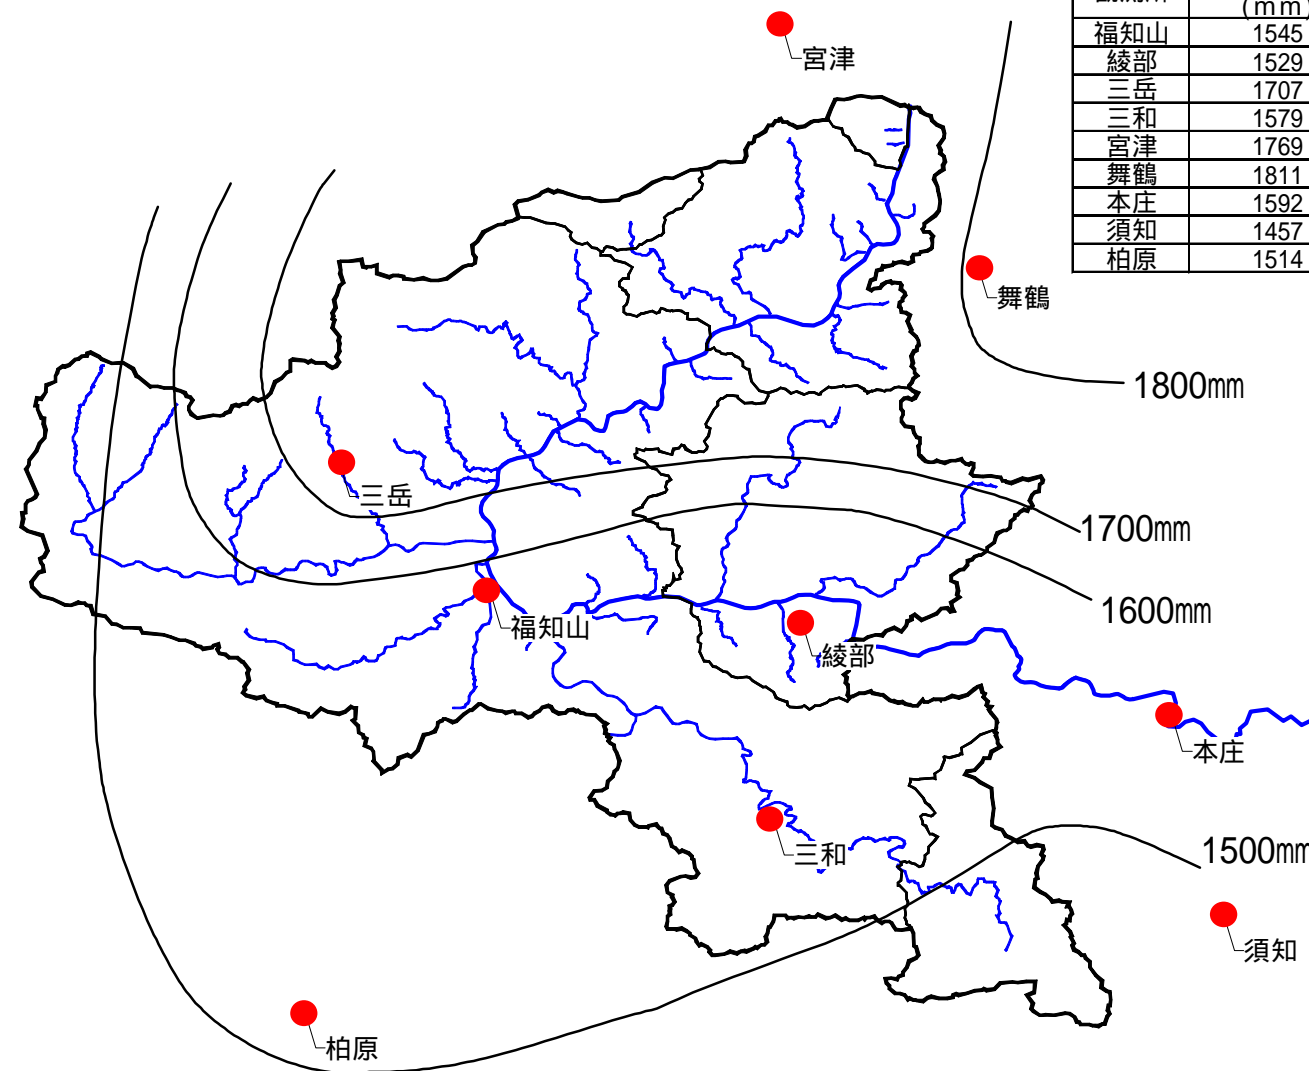 (mm)
福知山 1545
綾部 1529
三岳 1707
三和 1579
宮津 1769
舞鶴 1811
本庄 1592
須知 1457
柏原 1514
宮津
舞鶴
1800mm
三岳
1700mm
1600mm
福知山
綾部
本庄
三和
1500mm
須知
柏原